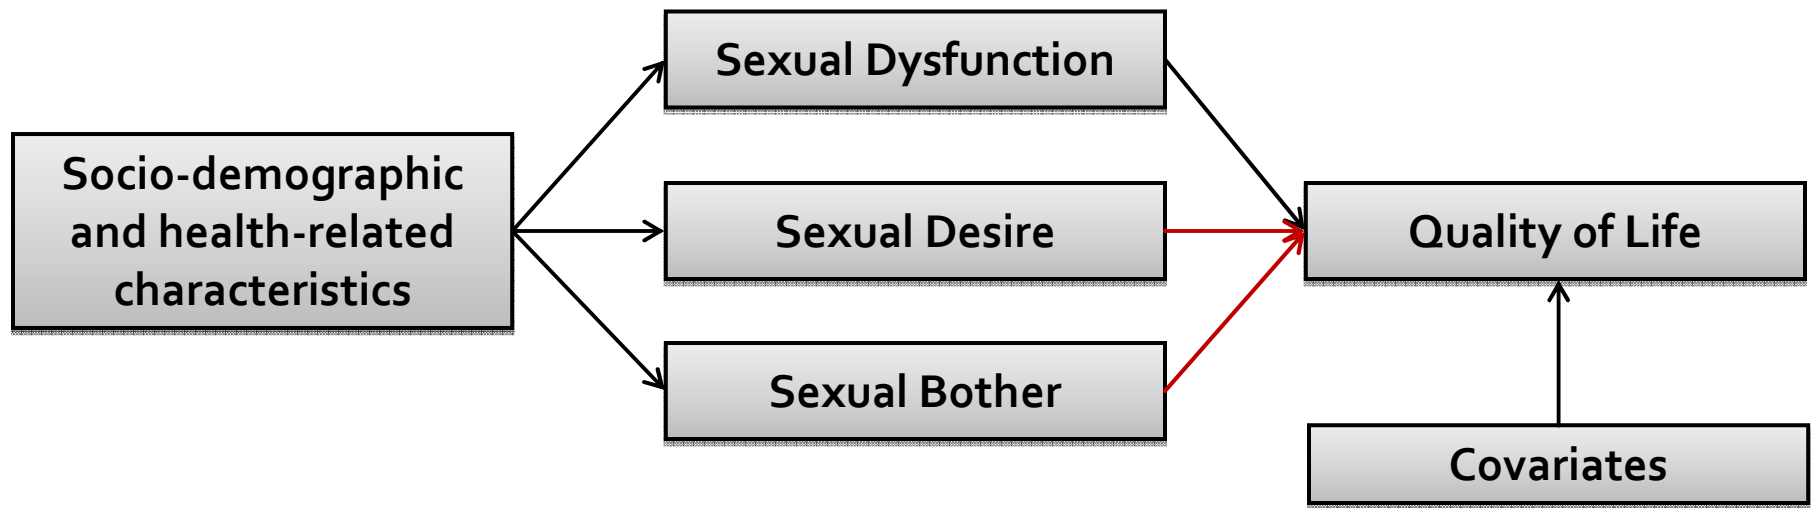 Sexual Dysfunction
Socio-demographic
and health-related
characteristics
Sexual Desire
Quality of Life
Sexual Bother
Covariates